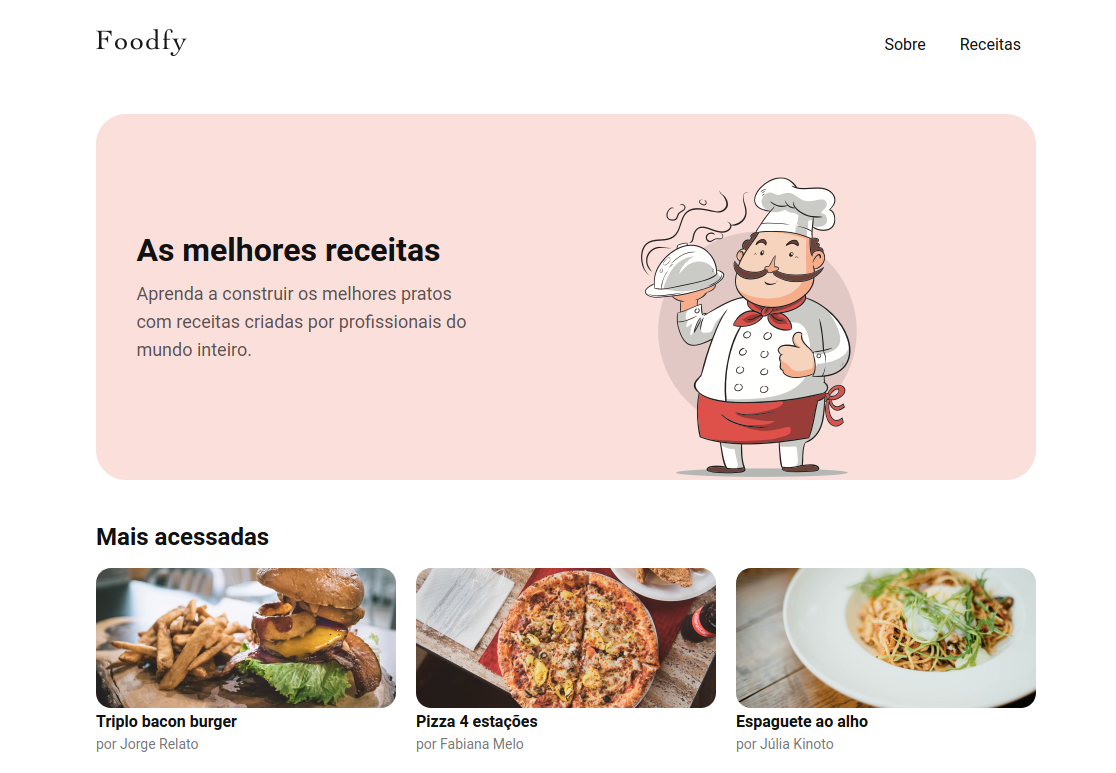 Foodfy
Sobre
Receitas
As melhores receitas
Aprenda a construir os melhores pratos
com receitas criadas por profissionais do
mundo inteiro.
Mais acessadas
Triplo bacon burger
por Jorge Relato
Pizza 4 estações
por Fabiana Melo
Espaguete ao alho
por Júlia Kinoto